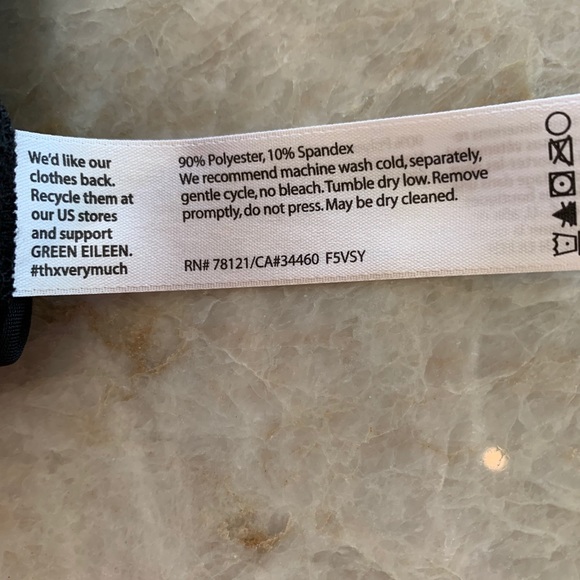 We'd like our
clothes back.
Recycle them at
our US stores
and support
GREEN EILEEN.
#thxverymuch
90% Polyester, 10% Spandex
We recommend machine wash cold, separately,
gentle cycle, no bleach. Tumble dry low. Remove
promptly, do not press. May be dry cleaned.
RN# 78121/CA#34460 F5VSY